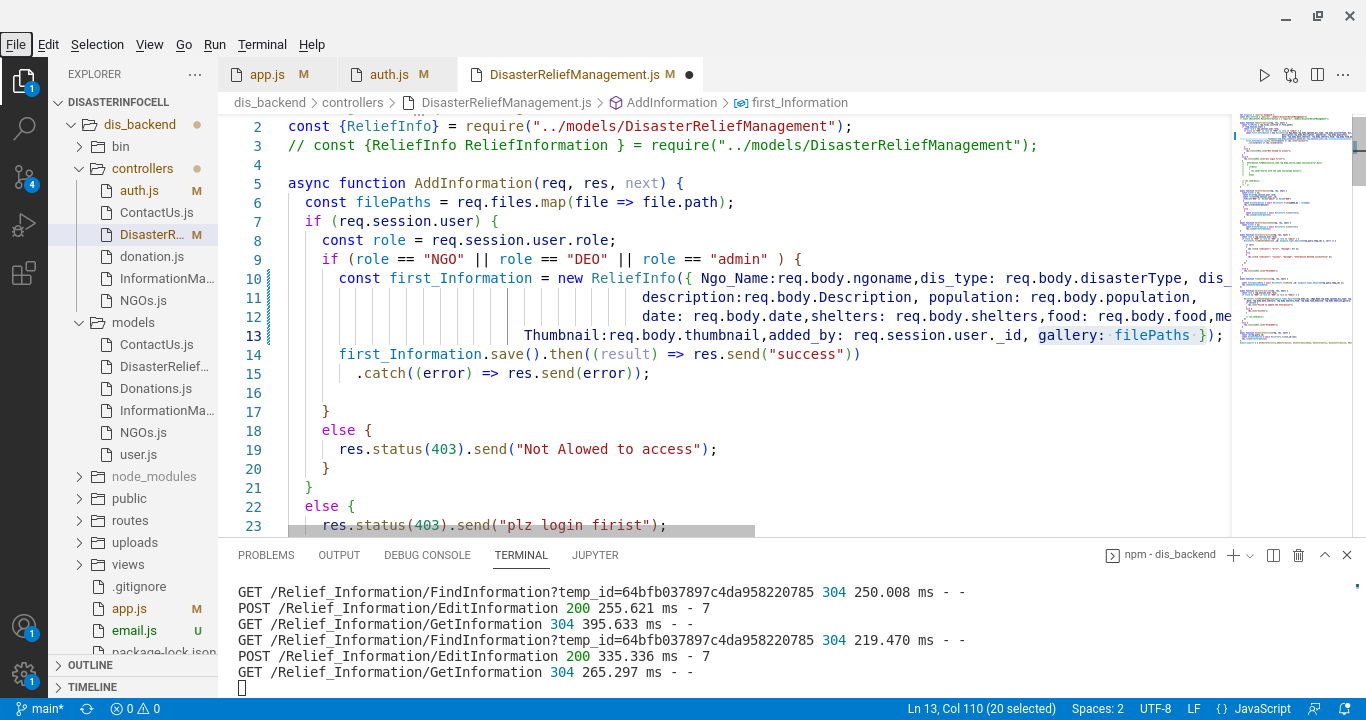 File Edit Selection View Go Run Terminal Help
EXPLORER
DISASTERINFOCELL
dis_backend
bin
controllers
auth.js M
ContactUs.js
DisasterR... M
donation.js
InformationMa...
NGOs.js
models
ContactUs.js
DisasterRelief...
Donations.js
InformationMa...
NGOs.js
user.js
node_modules
public
routes
uploads
views
.gitignore
app.js M
email.js U
package-lock.json
OUTLINE
TIMELINE
1
4
1
1
app.js M auth.js M DisasterReliefManagement.js M
dis_backend > controllers > DisasterReliefManagement.js > AddInformation > first_Information
2 const {ReliefInfo} = require("../models/DisasterReliefManagement");
3 // const {ReliefInfo ReliefInformation } = require("../models/DisasterReliefManagement");
4
5 async function AddInformation(req, res, next) {
6 const filePaths = req.files.map(file => file.path);
7 if (req.session.user) {
8 const role = req.session.user.role;
9 if (role == "NGO" || role == "DEO" || role == "admin" ) {
10 const first_Information = new ReliefInfo({ Ngo_Name:req.body.ngoname,dis_type: req.body.disasterType, dis_
11 description:req.body.Description, population: req.body.population,
12 date: req.body.date,shelters: req.body.shelters,food: req.body.food,me
13 Thumbnail:req.body.thumbnail,added_by: req.session.user._id, gallery: filePaths });
14 first_Information.save().then((result) => res.send("success"))
15 .catch((error) => res.send(error));
16
17 }
18 else {
19 res.status(403).send("Not Alowed to access");
20 }
21 }
22 else {
23 res.status(403).send("plz login firist");
PROBLEMS OUTPUT DEBUG CONSOLE TERMINAL JUPYTER
npm - dis_backend
GET /Relief_Information/FindInformation?temp_id=64bfb037897c4da958220785 304 250.008 ms - -
POST /Relief_Information/EditInformation 200 255.621 ms - 7
GET /Relief_Information/GetInformation 304 395.633 ms - -
GET /Relief_Information/FindInformation?temp_id=64bfb037897c4da958220785 304 219.470 ms - -
POST /Relief_Information/EditInformation 200 335.336 ms - 7
GET /Relief_Information/GetInformation 304 265.297 ms - -
main* 0 0 Ln 13, Col 110 (20 selected) Spaces: 2 UTF-8 LF {} JavaScript